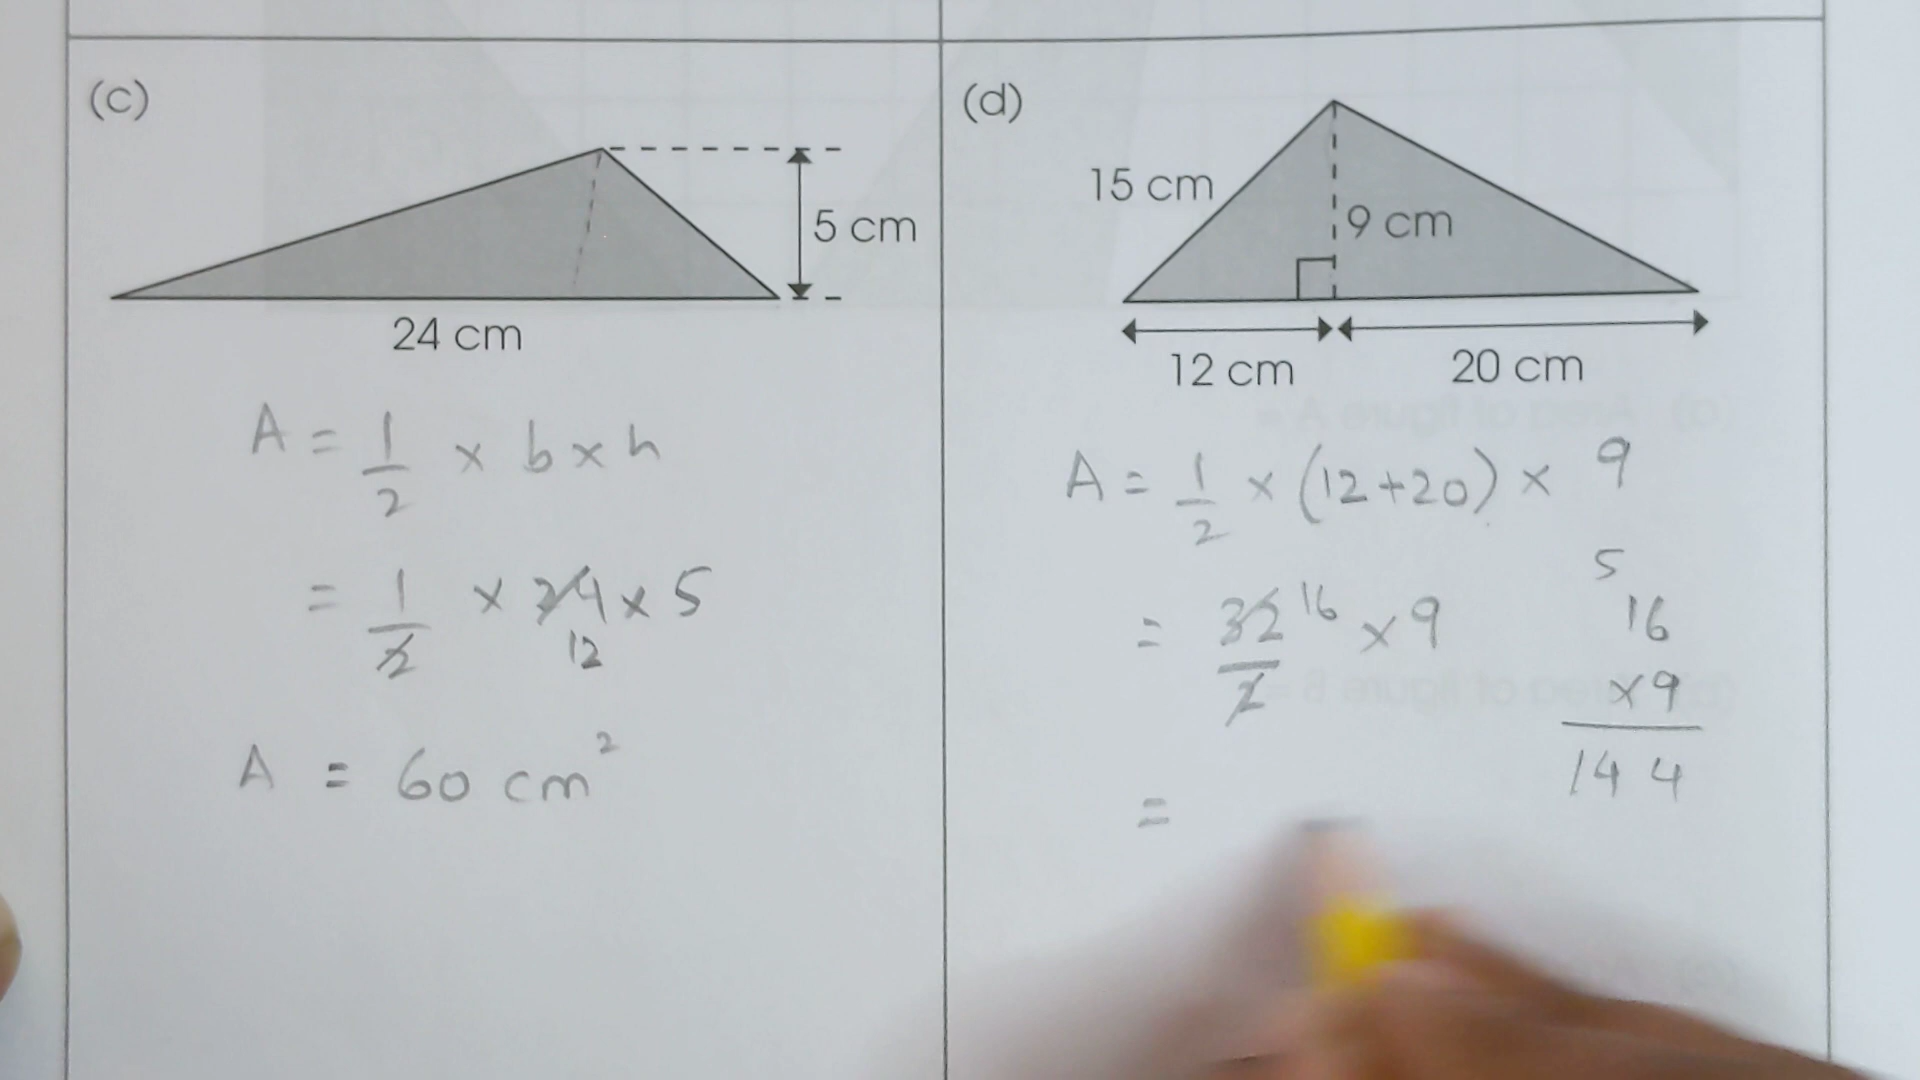 (c)
5 cm
24 cm
A = 1/2 × b × h
= 1/2 × 24 × 5
12
A = 60 cm²
(d)
15 cm
9 cm
12 cm 20 cm
A = 1/2 × (12+20) × 9
= 32/2 16 × 9
5
16
×9
144
=